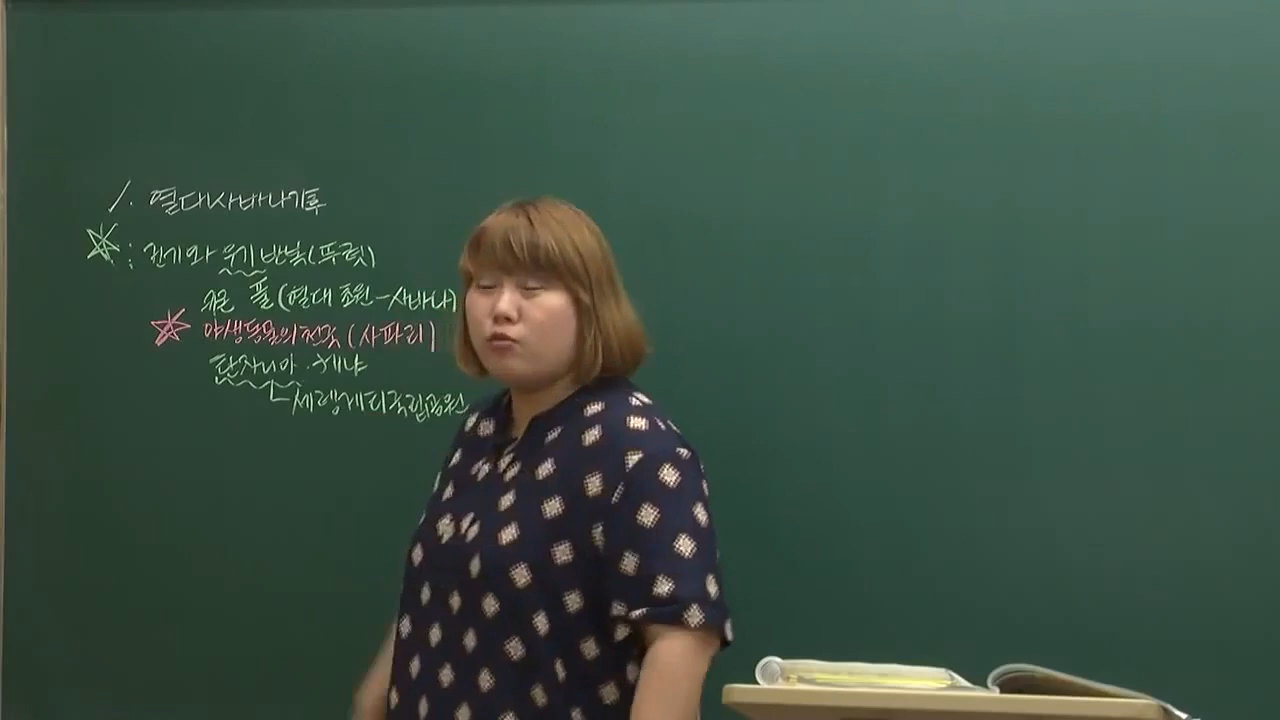 1. 열대사바나기후
☆: 건기와 우기반복(뚜렷)
키큰 풀(열대 초원-사바나)
☆ 야생동물의천국(사파리)
탄자니아·케냐
세렝게티국립공원